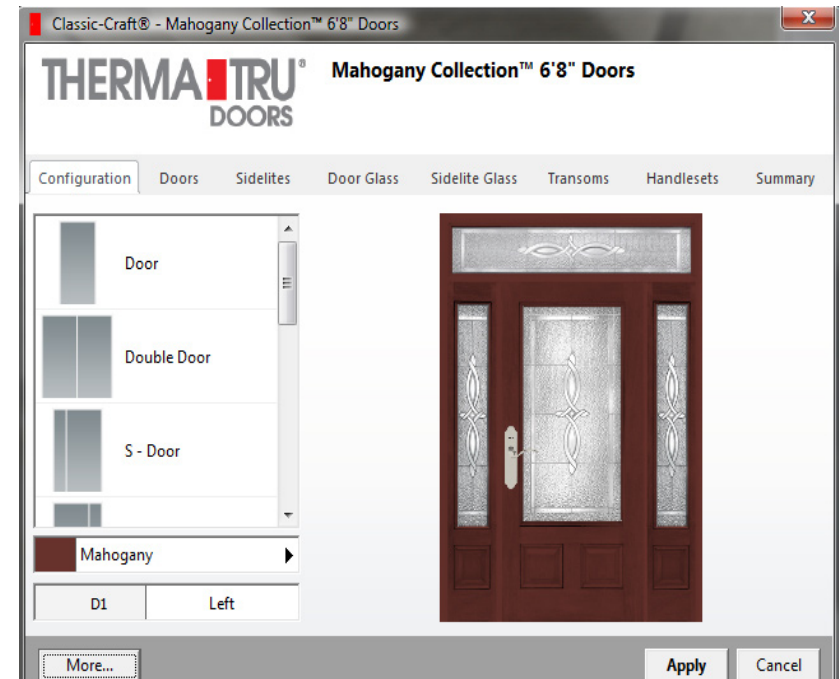 Classic-Craft® - Mahogany Collection™ 6'8" Doors
X
THERMA TRU®
DOORS
Mahogany Collection™ 6'8" Doors
Configuration Doors Sidelites Door Glass Sidelite Glass Transoms Handlesets Summary
Door
Double Door
S - Door
Mahogany
D1 Left
More... Apply Cancel